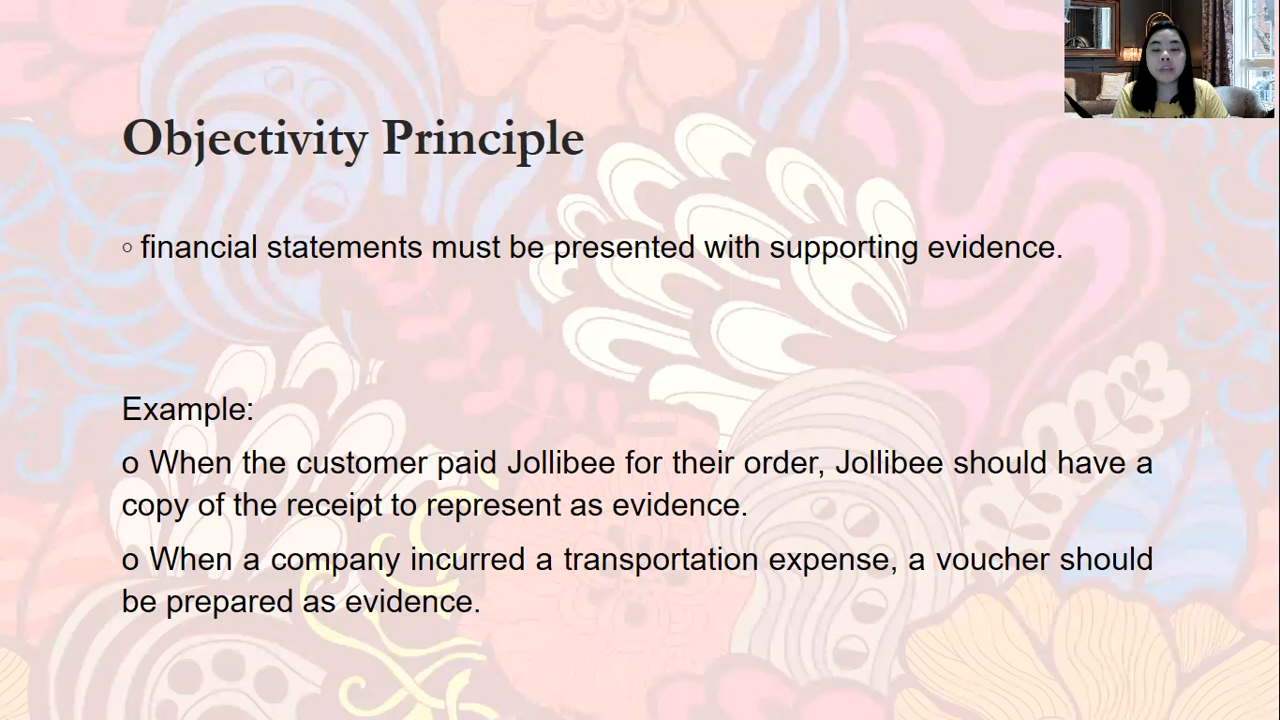 Objectivity Principle
◦ financial statements must be presented with supporting evidence.
Example:
o When the customer paid Jollibee for their order, Jollibee should have a
copy of the receipt to represent as evidence.
o When a company incurred a transportation expense, a voucher should
be prepared as evidence.